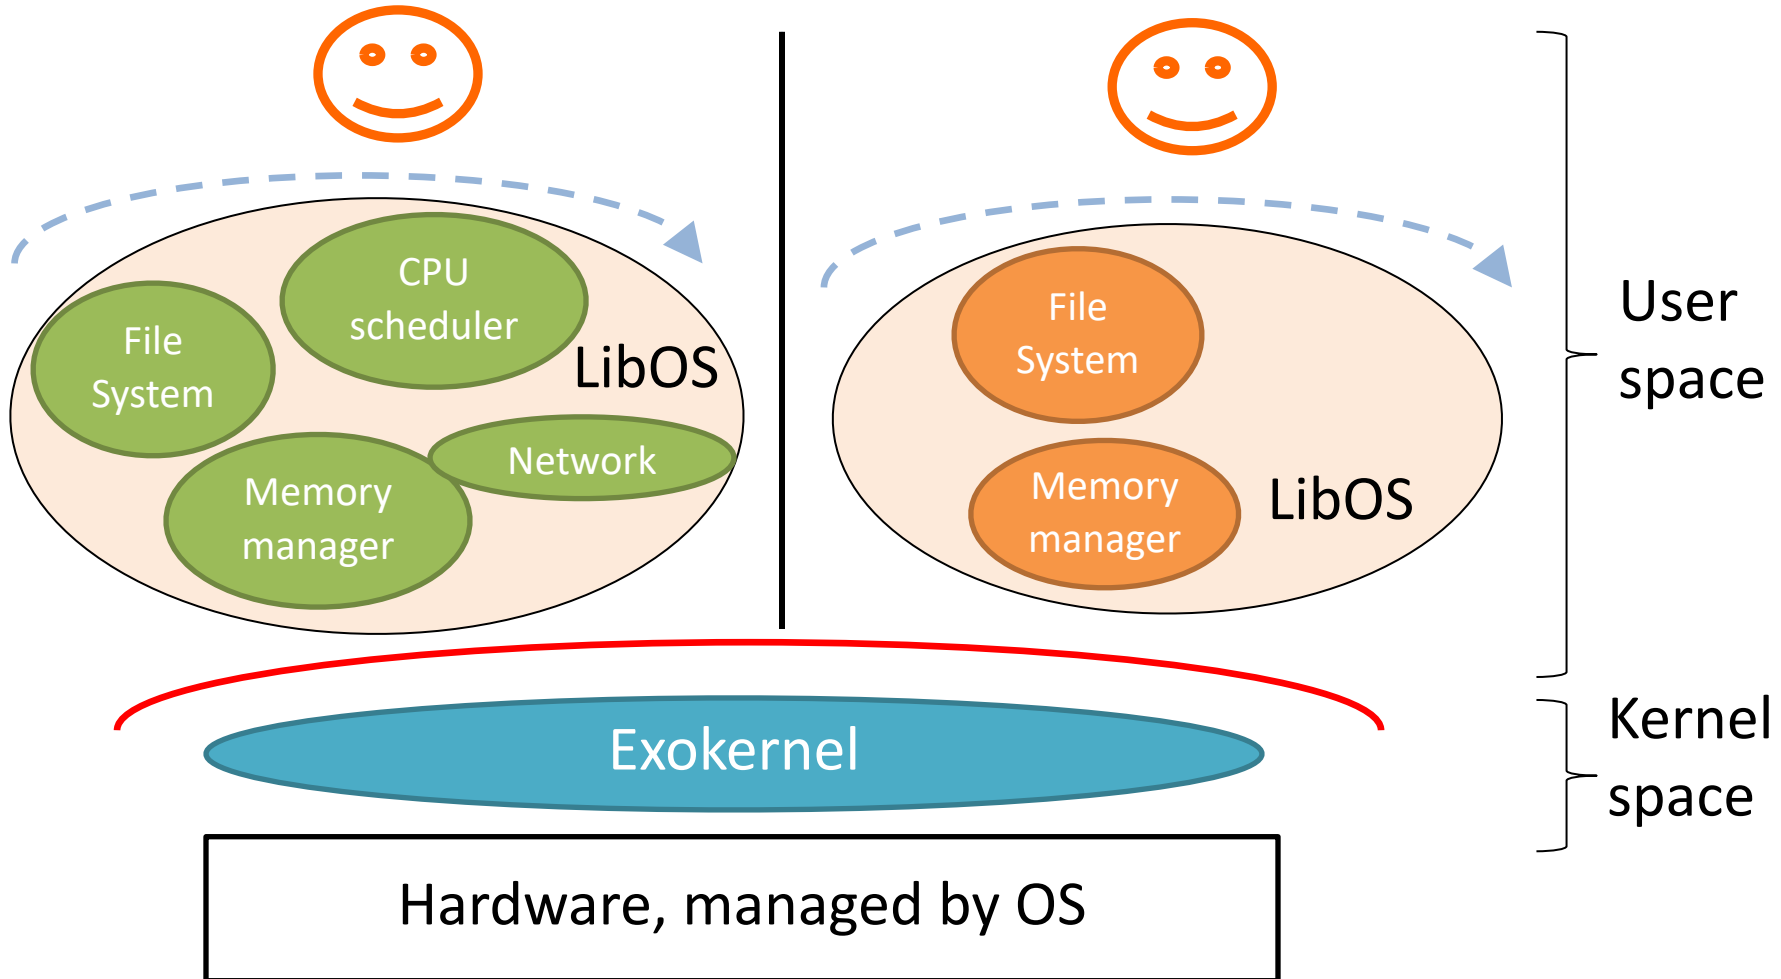 CPU
scheduler
File
System
LibOS
Network
Memory
manager
File
System
Memory
manager
LibOS
User
space
Exokernel
Kernel
space
Hardware, managed by OS